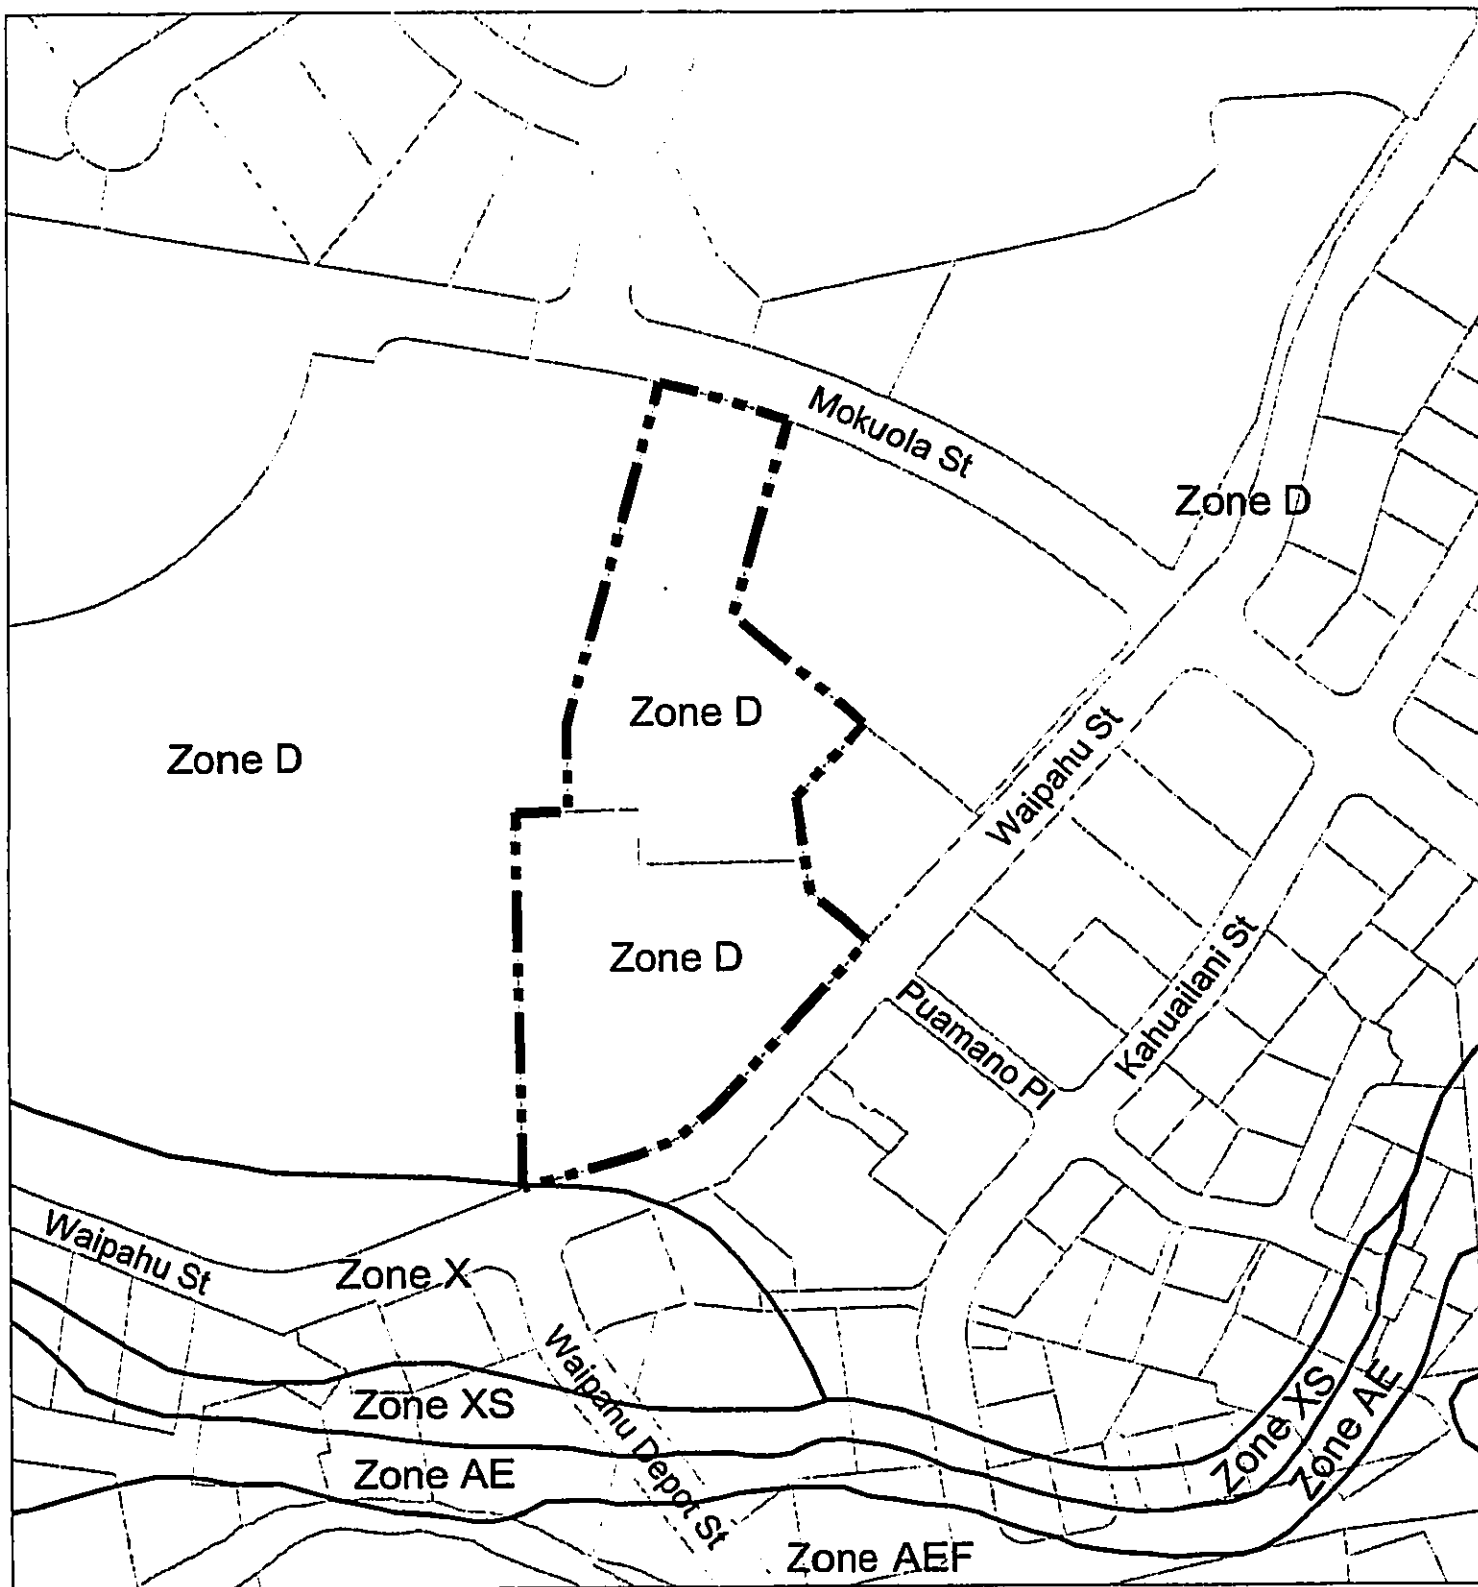 Mokuola St
Zone D
Zone D
Zone D
Waipahu St
Zone D
Kahuailani St
Puamano Pl
Waipahu St
Zone X
Waipahu Depot St
Zone XS
Zone XS
Zone AE
Zone AE
Zone AEF